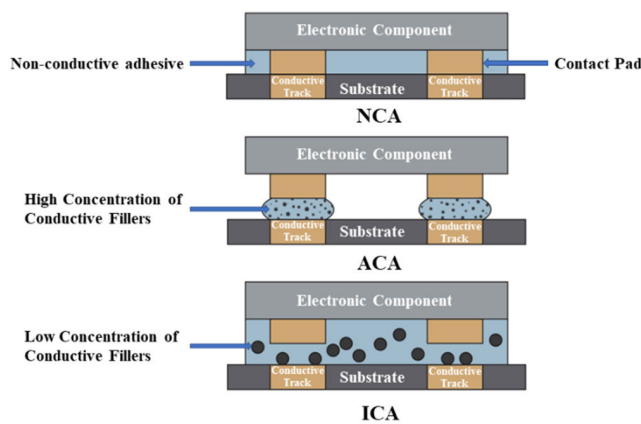 Electronic Component
Non-conductive adhesive
Contact Pad
Conductive
Track
Substrate
Conductive
Track
NCA
Electronic Component
High Concentration of
Conductive Fillers
Conductive
Track
Substrate
Conductive
Track
ACA
Electronic Component
Low Concentration of
Conductive Fillers
Conductive
Track
Substrate
Conductive
Track
ICA